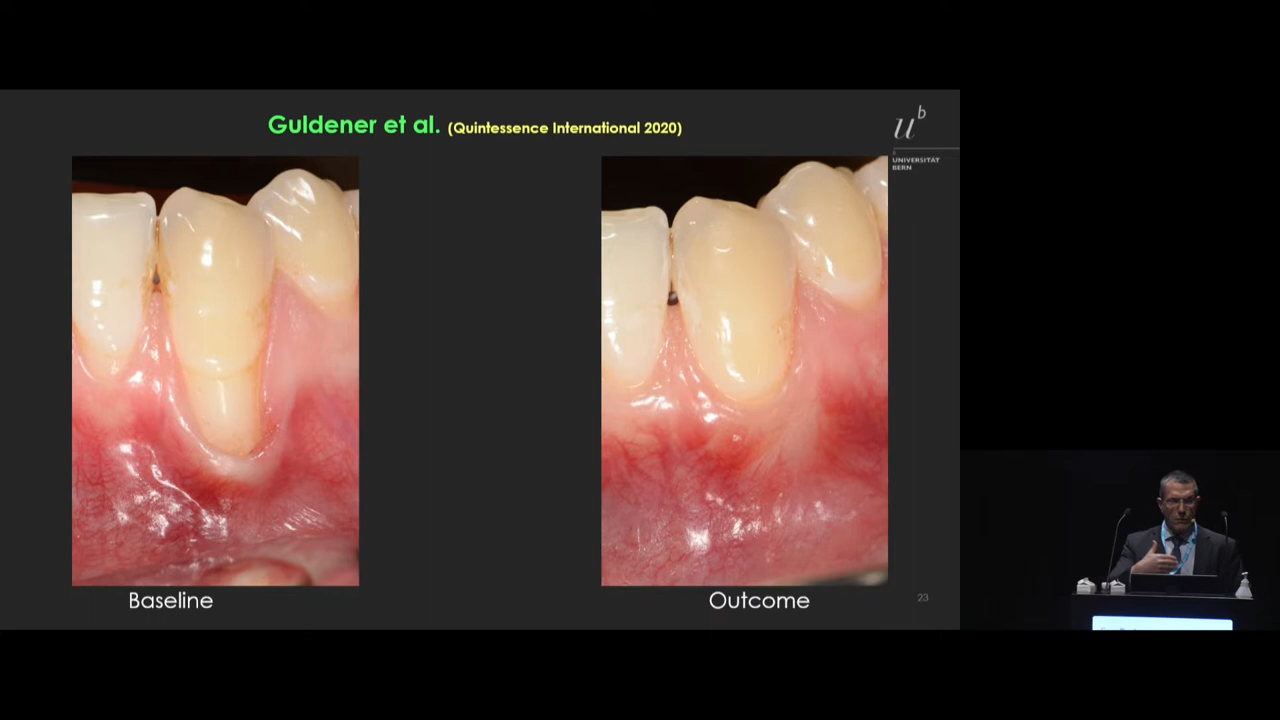 Guldener et al. (Quintessence International 2020)
u
b
b
UNIVERSITÄT
BERN
Baseline
Outcome
23